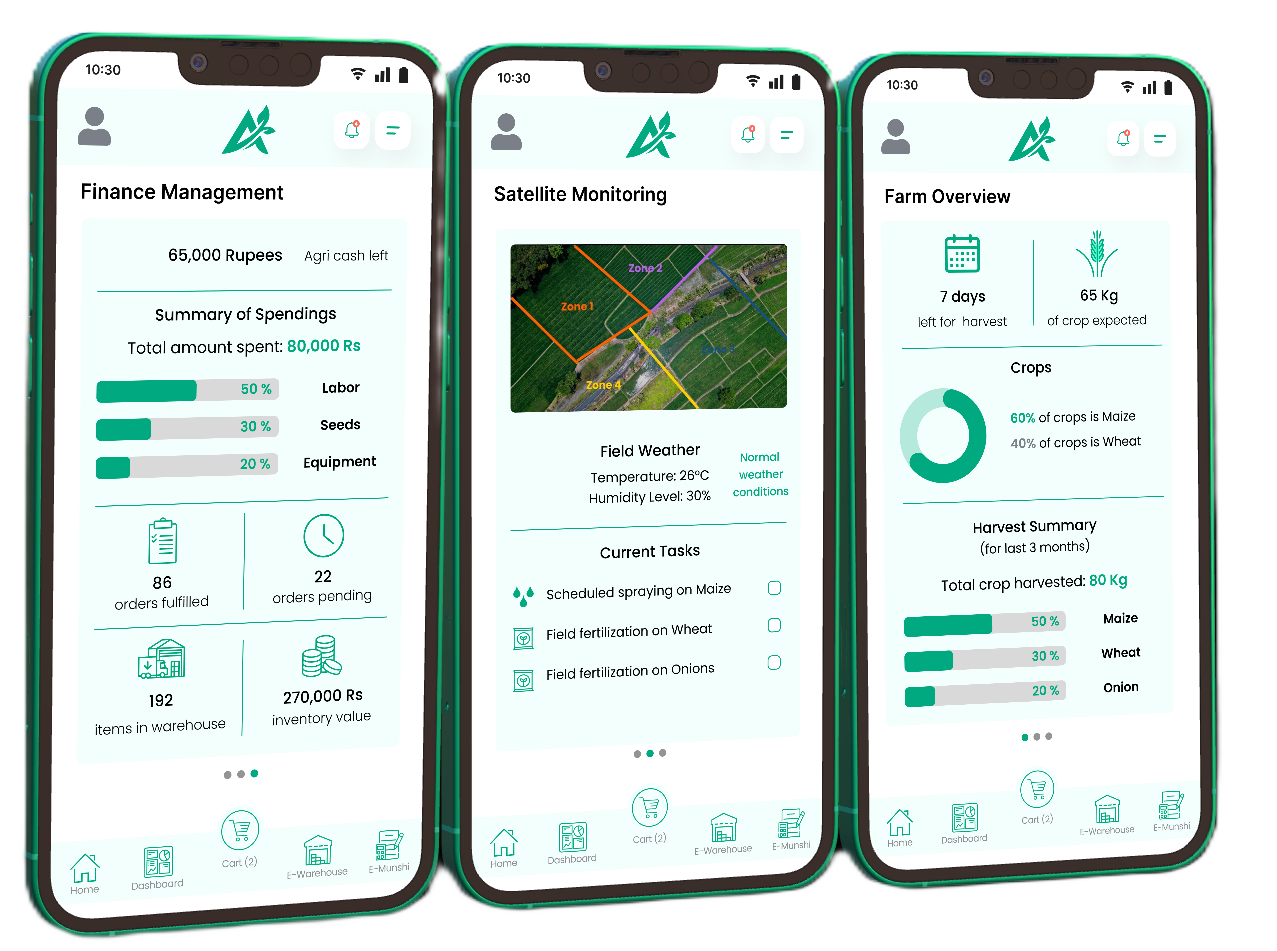 10:30
Finance Management
65,000 Rupees Agri cash left
Summary of Spendings
Total amount spent: 80,000 Rs
50 % Labor
30 % Seeds
20 % Equipment
86
orders fulfilled
22
orders pending
192
items in warehouse
270,000 Rs
inventory value
Home
Dashboard
Cart (2)
E-Warehouse
E-Munshi
10:30
Satellite Monitoring
Zone 1
Zone 2
Zone 4
Field Weather
Temperature: 26°C
Humidity Level: 30%
Normal
weather
conditions
Current Tasks
Scheduled spraying on Maize
Field fertilization on Wheat
Field fertilization on Onions
Home
Dashboard
Cart (2)
E-Warehouse
E-Munshi
10:30
Farm Overview
7 days
left for harvest
65 Kg
of crop expected
Crops
60% of crops is Maize
40% of crops is Wheat
Harvest Summary
(for last 3 months)
Total crop harvested: 80 Kg
50 % Maize
30 % Wheat
20 % Onion
Home
Dashboard
Cart (2)
E-Warehouse
E-Munshi